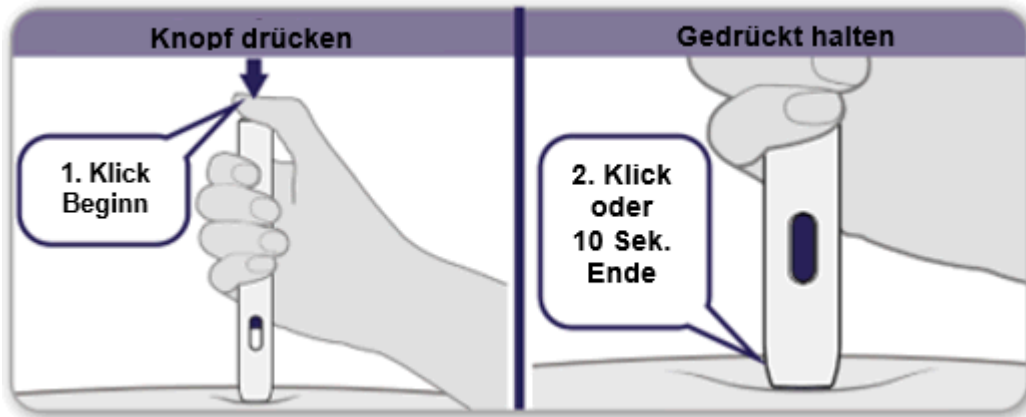 Knopf drücken
1. Klick
Beginn
Gedrückt halten
2. Klick
oder
10 Sek.
Ende